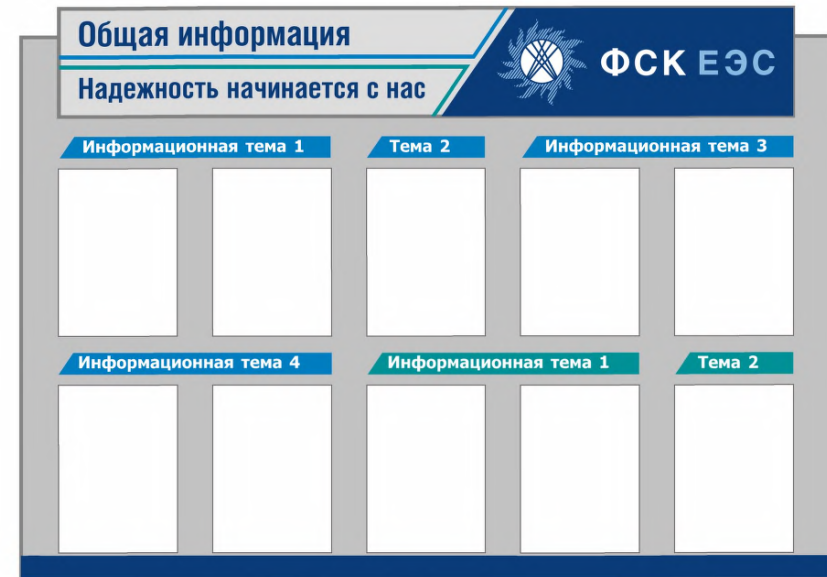 Общая информация
Надежность начинается с нас
ФСК ЕЭС
Информационная тема 1
Тема 2
Информационная тема 3
Информационная тема 4
Информационная тема 1
Тема 2